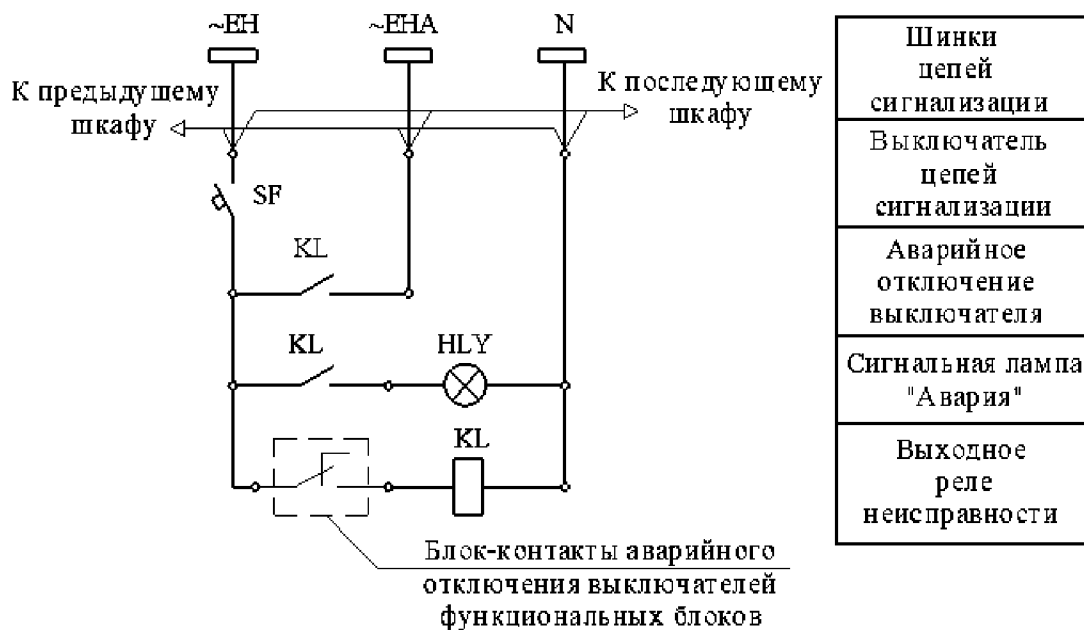 ~EH
~EHA
N
К предыдушему
шкафу
К последующему
шкафу
SF
KL
KL
HLY
KL
Блок-контакты аварийного
отключения выключателей
функциональных блоков
Шинки
цепей
сигнализации
Выключатель
цепей
сигнализации
Аварийное
отключение
выключателя
Сигнальная лампа
"Авария"
Выходное
реле
неисправности